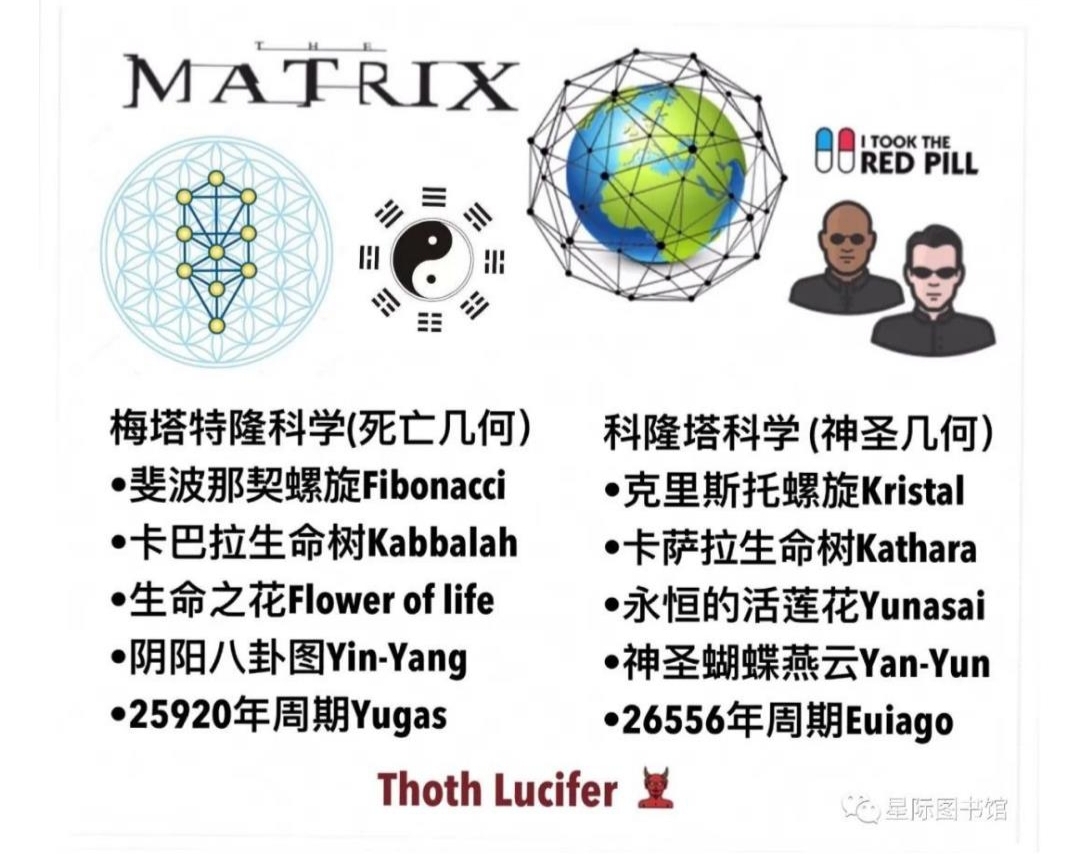 THE
MATRIX
I TOOK THE
RED PILL
梅塔特隆科学(死亡几何）
•斐波那契螺旋Fibonacci
•卡巴拉生命树Kabbalah
•生命之花Flower of life
•阴阳八卦图Yin-Yang
•25920年周期Yugas
科隆塔科学 (神圣几何）
•克里斯托螺旋Kristal
•卡萨拉生命树Kathara
•永恒的活莲花Yunasai
•神圣蝴蝶燕云Yan-Yun
•26556年周期Euiago
Thoth Lucifer
星际图书馆